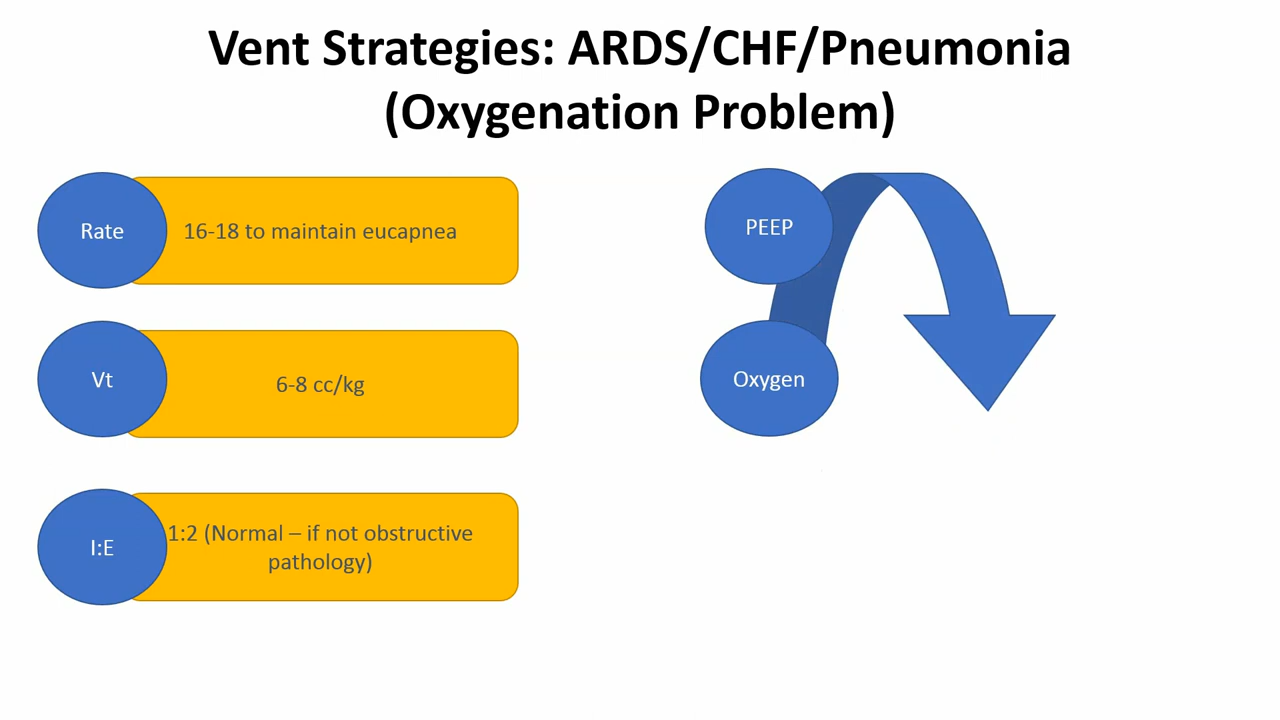 Vent Strategies: ARDS/CHF/Pneumonia
(Oxygenation Problem)
Rate
16-18 to maintain eucapnea
Vt
6-8 cc/kg
I:E
1:2 (Normal – if not obstructive
pathology)
PEEP
Oxygen